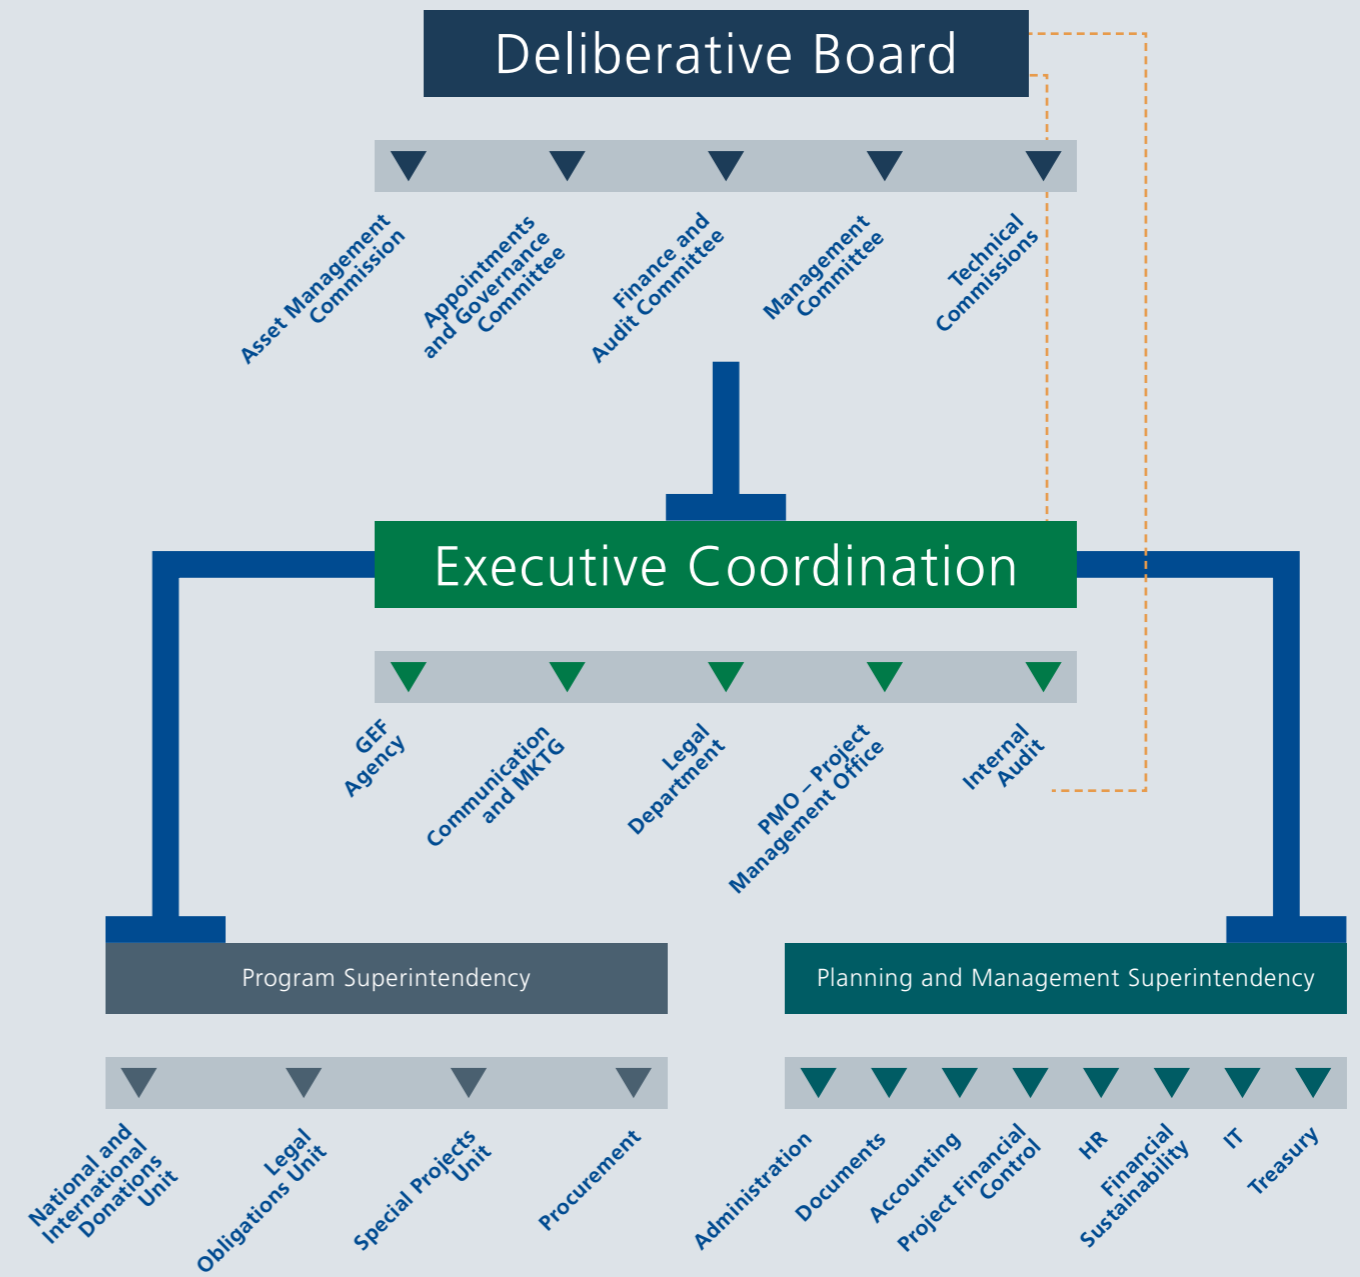 Deliberative Board
Asset Management
Commission
Appointments
and Governance
Committee
Finance and
Audit Committee
Management
Committee
Technical
Commissions
Executive Coordination
GEF
Agency
Communication
and MKTG
Legal
Department
PMO – Project
Management Office
Internal
Audit
Program Superintendency
Planning and Management Superintendency
National and
International
Donations
Unit
Legal
Obligations Unit
Special Projects
Unit
Procurement
Administration
Documents
Accounting
Project Financial
Control
HR
Financial
Sustainability
IT
Treasury